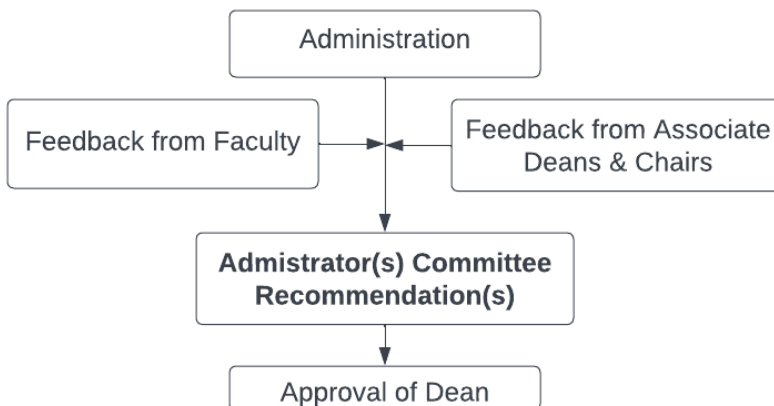 Administration
Feedback from Faculty
Feedback from Associate
Deans & Chairs
Admistrator(s) Committee
Recommendation(s)
Approval of Dean